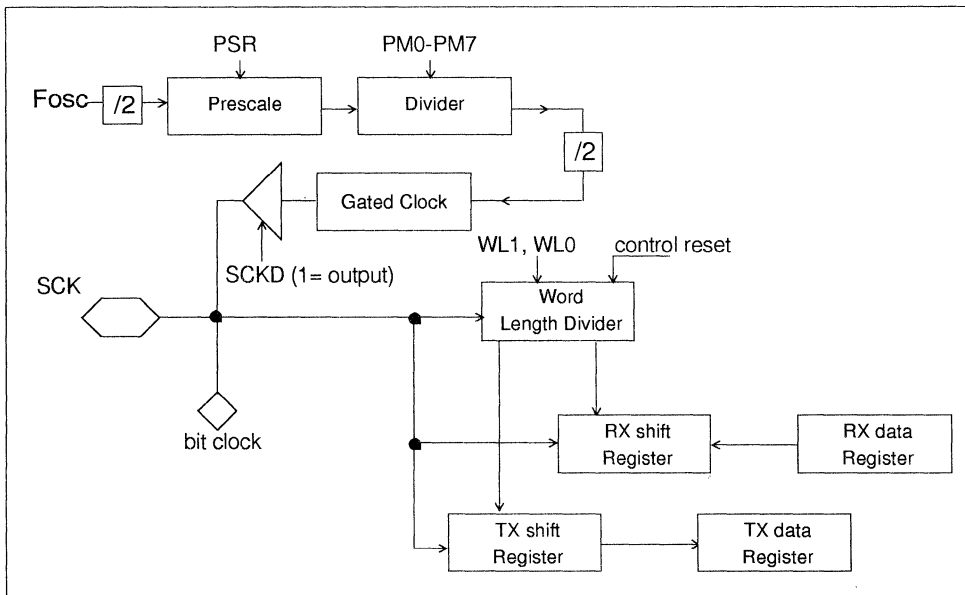 PSR
PM0-PM7
Fosc
/2
Prescale
Divider
/2
Gated Clock
WL1, WL0
control reset
SCKD (1= output)
SCK
Word
Length Divider
bit clock
RX shift
Register
RX data
Register
TX shift
Register
TX data
Register